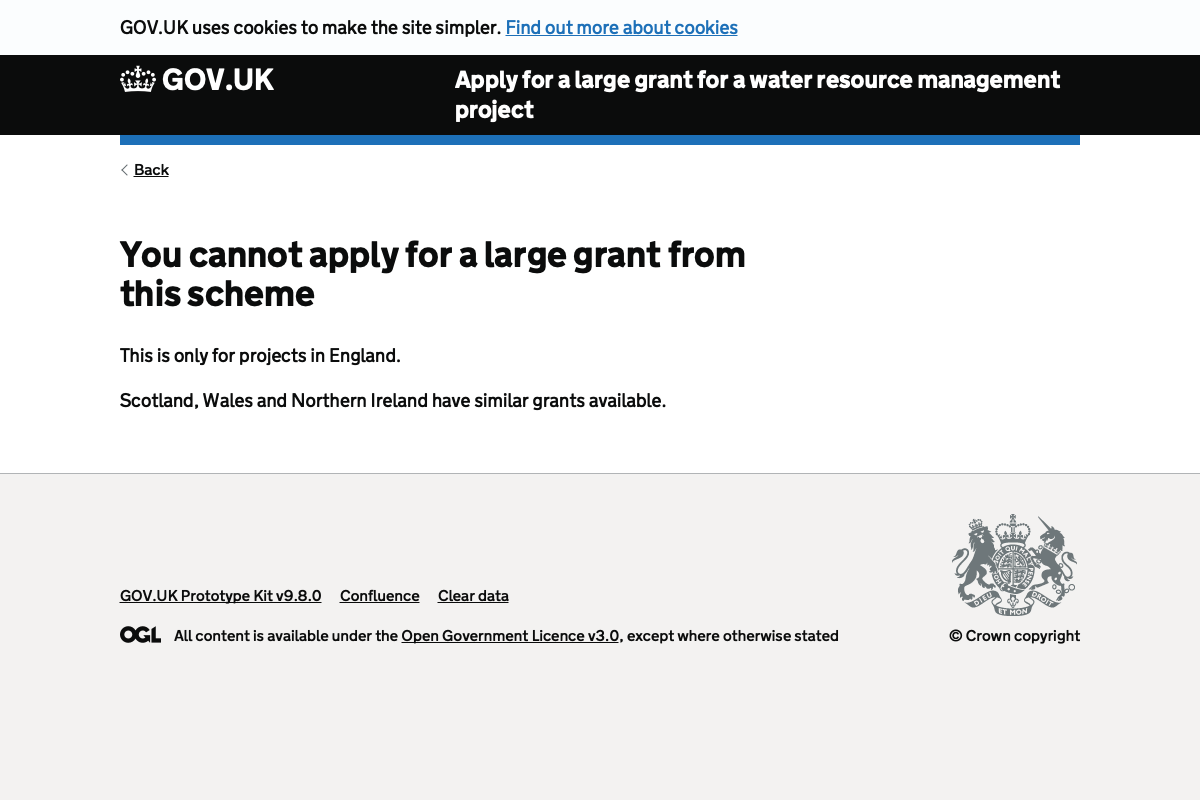 GOV.UK uses cookies to make the site simpler. Find out more about cookies
GOV.UK
Apply for a large grant for a water resource management
project
Back
You cannot apply for a large grant from
this scheme
This is only for projects in England.
Scotland, Wales and Northern Ireland have similar grants available.
GOV.UK Prototype Kit v9.8.0 Confluence Clear data
OGL All content is available under the Open Government Licence v3.0, except where otherwise stated
DIEU ET MON DROIT
© Crown copyright